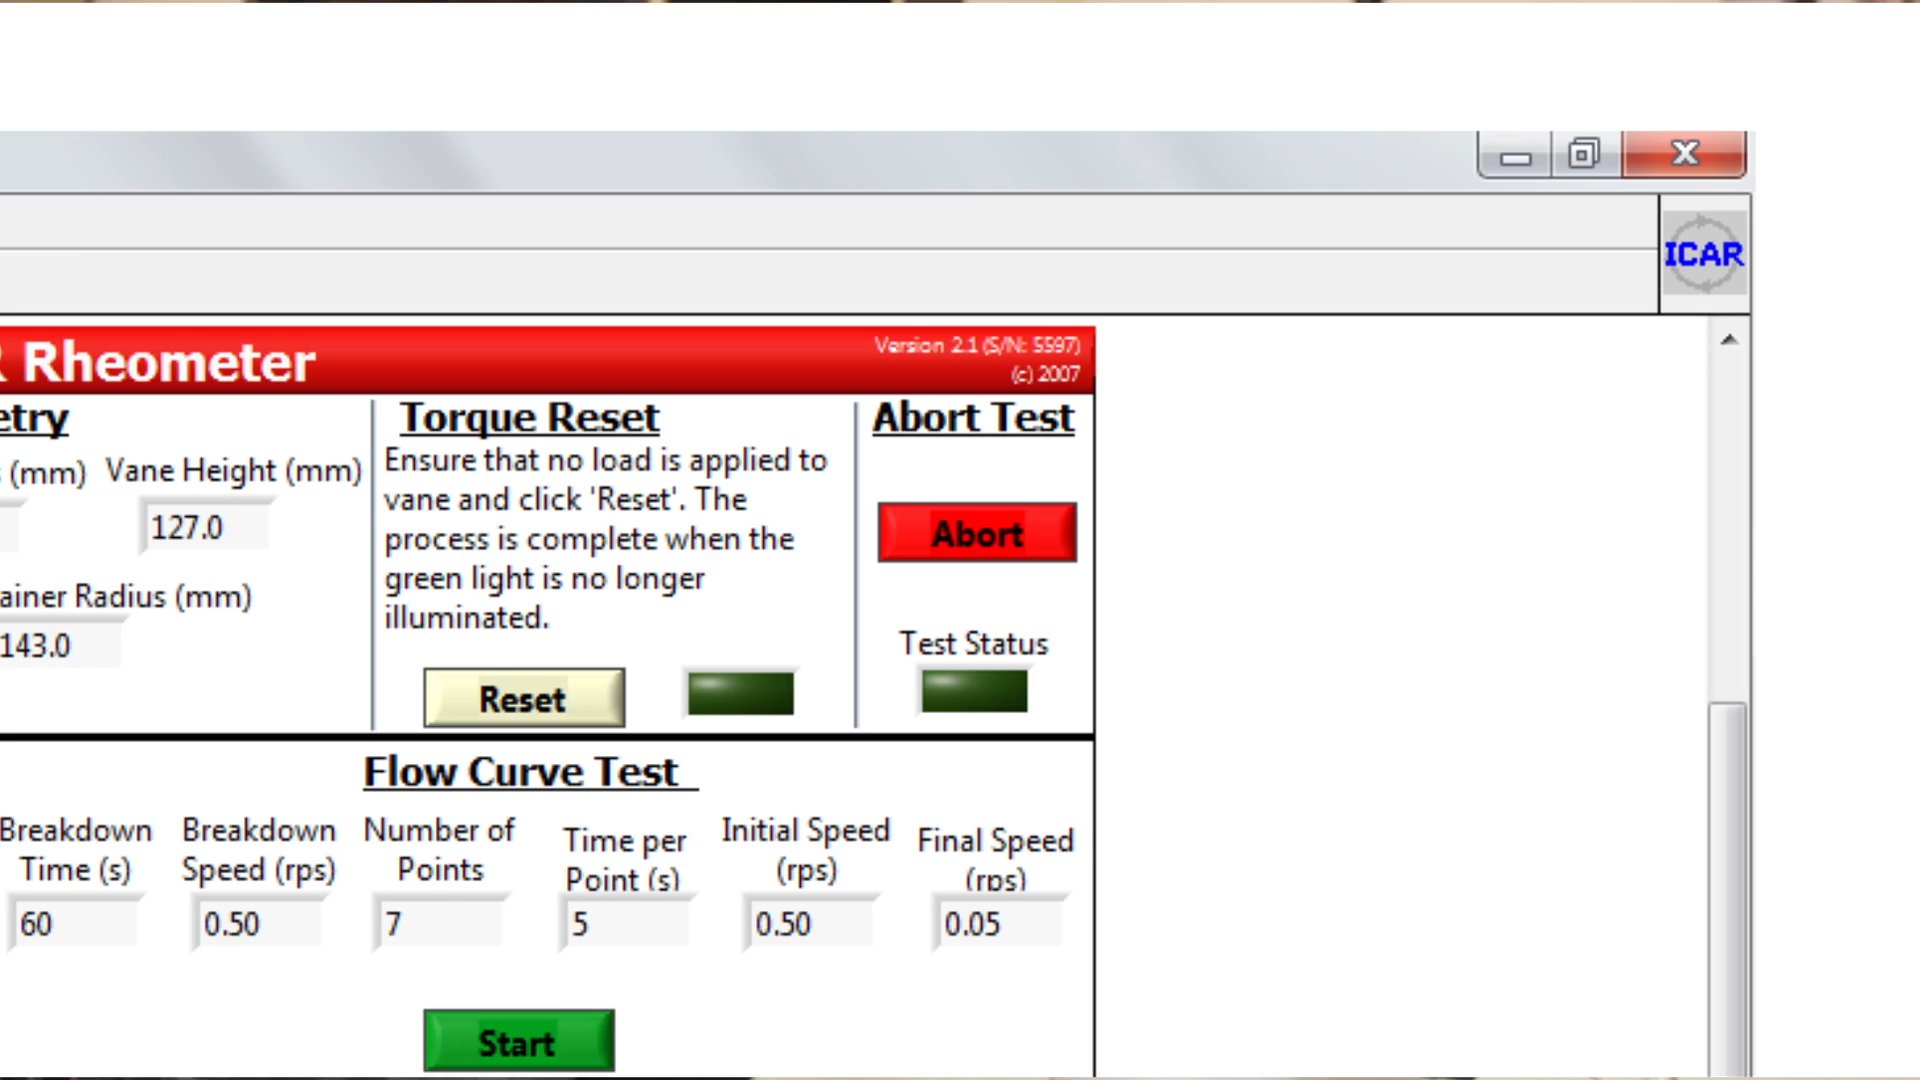 ICAR
Rheometer
Version 2.1 (S/N: 5597)
(c) 2007
etry
(mm) Vane Height (mm)
127.0
ainer Radius (mm)
143.0
Torque Reset
Ensure that no load is applied to
vane and click 'Reset'. The
process is complete when the
green light is no longer
illuminated.
Reset
Abort Test
Abort
Test Status
Flow Curve Test
Breakdown
Time (s)
60
Breakdown
Speed (rps)
0.50
Number of
Points
7
Time per
Point (s)
5
Initial Speed
(rps)
0.50
Final Speed
(rps)
0.05
Start